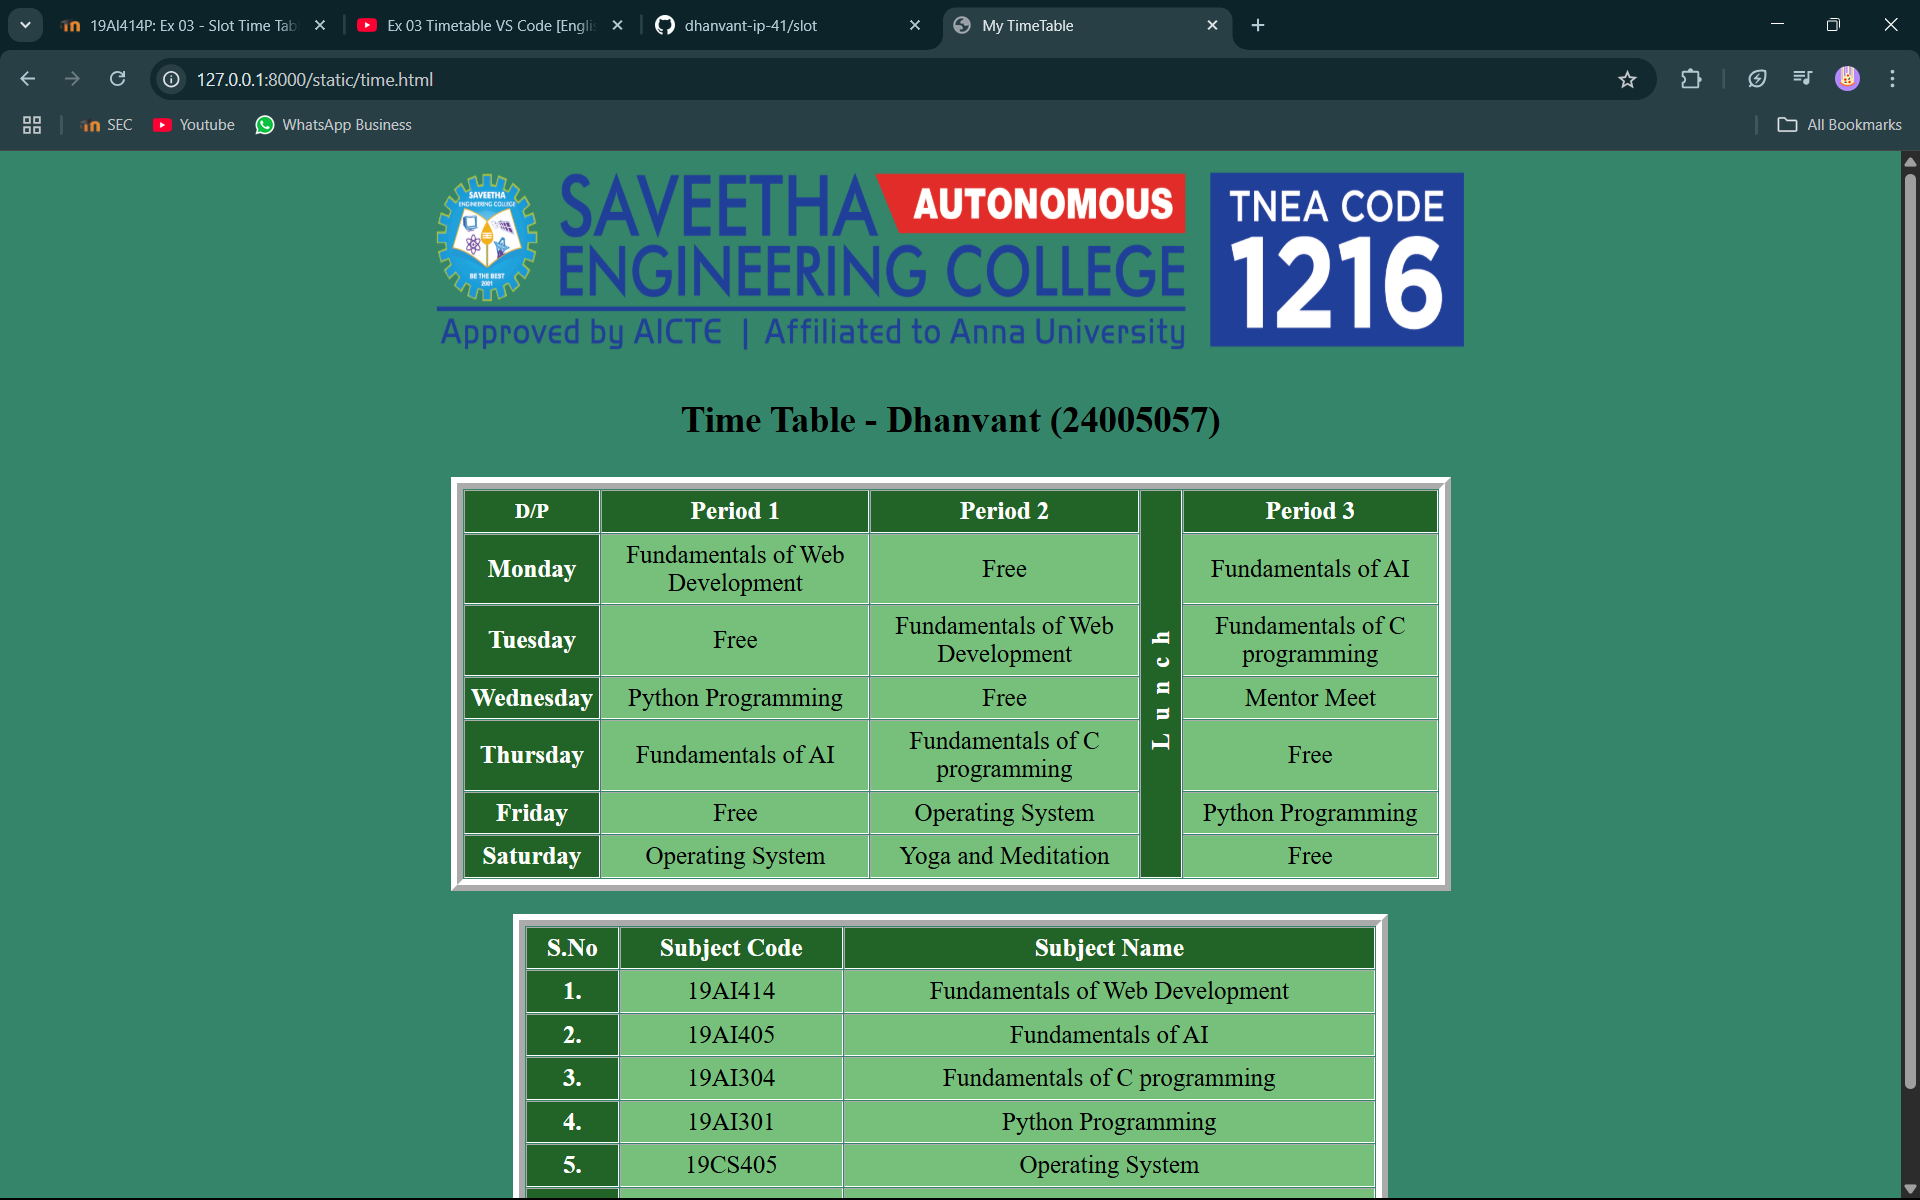 19AI414P: Ex 03 - Slot Time Tab
Ex 03 Timetable VS Code [Engli
dhanvant-ip-41/slot
My TimeTable
127.0.0.1:8000/static/time.html
SEC
Youtube
WhatsApp Business
All Bookmarks
SAVEETHA
ENGINEERING COLLEGE
BE THE BEST
2001
SAVEETHA AUTONOMOUS
ENGINEERING COLLEGE
Approved by AICTE | Affiliated to Anna University
TNEA CODE
1216
Time Table - Dhanvant (24005057)
D/P Period 1 Period 2 Lunch Period 3
Monday Fundamentals of Web Development Free Fundamentals of AI
Tuesday Free Fundamentals of Web Development Fundamentals of C programming
Wednesday Python Programming Free Mentor Meet
Thursday Fundamentals of AI Fundamentals of C programming Free
Friday Free Operating System Python Programming
Saturday Operating System Yoga and Meditation Free
S.No Subject Code Subject Name
1. 19AI414 Fundamentals of Web Development
2. 19AI405 Fundamentals of AI
3. 19AI304 Fundamentals of C programming
4. 19AI301 Python Programming
5. 19CS405 Operating System